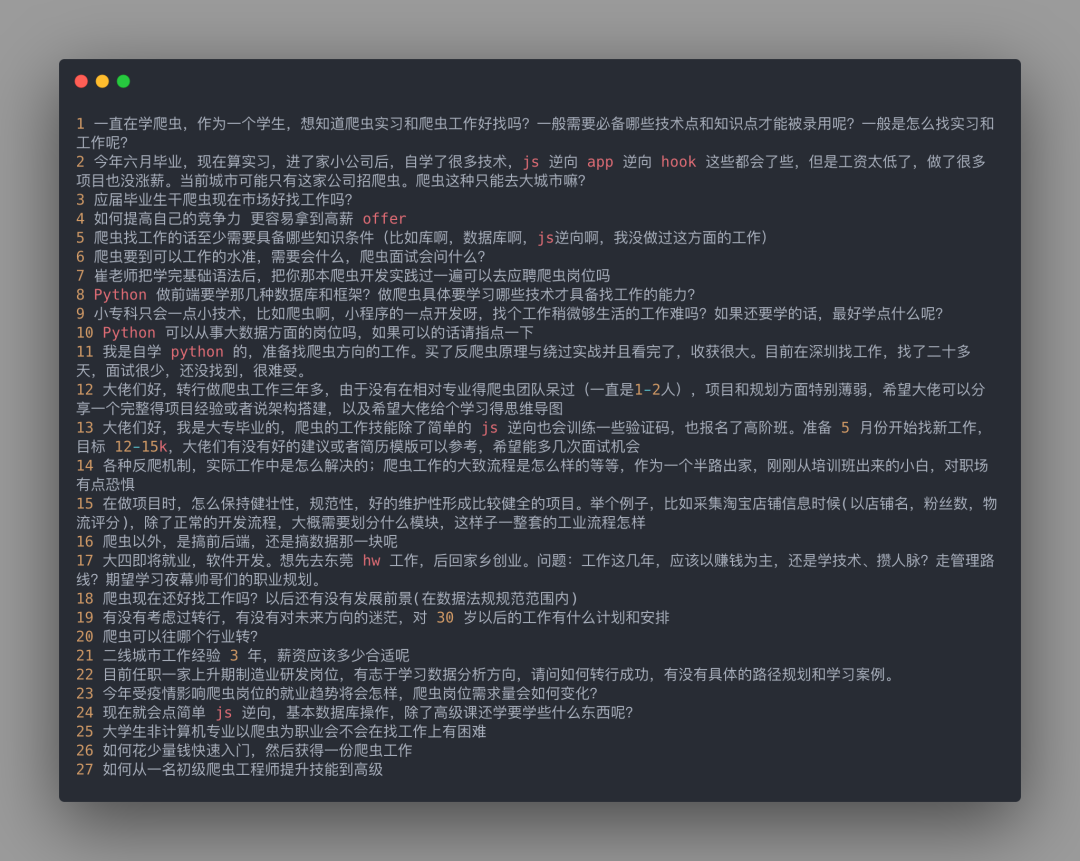 1 一直在学爬虫，作为一个学生，想知道爬虫实习和爬虫工作好找吗？一般需要必备哪些技术点和知识点才能被录用呢？一般是怎么找实习和
工作呢？
2 今年六月毕业，现在算实习，进了家小公司后，自学了很多技术，js 逆向 app 逆向 hook 这些都会了些，但是工资太低了，做了很多
项目也没涨薪。当前城市可能只有这家公司招爬虫。爬虫这种只能去大城市嘛？
3 应届毕业生干爬虫现在市场好找工作吗？
4 如何提高自己的竞争力 更容易拿到高薪 offer
5 爬虫找工作的话至少需要具备哪些知识条件（比如库啊，数据库啊，js逆向啊，我没做过这方面的工作）
6 爬虫要到可以工作的水准，需要会什么，爬虫面试会问什么？
7 崔老师把学完基础语法后，把你那本爬虫开发实践过一遍可以去应聘爬虫岗位吗
8 Python 做前端要学那几种数据库和框架？做爬虫具体要学习哪些技术才具备找工作的能力？
9 小专科只会一点小技术，比如爬虫啊，小程序的一点开发呀，找个工作稍微够生活的工作难吗？如果还要学的话，最好学点什么呢？
10 Python 可以从事大数据方面的岗位吗，如果可以的话请指点一下
11 我是自学 python 的，准备找爬虫方向的工作。买了反爬虫原理与绕过实战并且看完了，收获很大。目前在深圳找工作，找了二十多
天，面试很少，还没找到，很难受。
12 大佬们好，转行做爬虫工作三年多，由于没有在相对专业得爬虫团队呆过（一直是1-2人），项目和规划方面特别薄弱，希望大佬可以分
享一个完整得项目经验或者说架构搭建，以及希望大佬给个学习得思维导图
13 大佬们好，我是大专毕业的，爬虫的工作技能除了简单的 js 逆向也会训练一些验证码，也报名了高阶班。准备 5 月份开始找新工作，
目标 12-15k，大佬们有没有好的建议或者简历模版可以参考，希望能多几次面试机会
14 各种反爬机制，实际工作中是怎么解决的；爬虫工作的大致流程是怎么样的等等，作为一个半路出家，刚刚从培训班出来的小白，对职场
有点恐惧
15 在做项目时，怎么保持健壮性，规范性，好的维护性形成比较健全的项目。举个例子，比如采集淘宝店铺信息时候(以店铺名，粉丝数，物
流评分)，除了正常的开发流程，大概需要划分什么模块，这样子一整套的工业流程怎样
16 爬虫以外，是搞前后端，还是搞数据那一块呢
17 大四即将就业，软件开发。想先去东莞 hw 工作，后回家乡创业。问题：工作这几年，应该以赚钱为主，还是学技术、攒人脉？走管理路
线？期望学习夜幕帅哥们的职业规划。
18 爬虫现在还好找工作吗？以后还有没有发展前景(在数据法规规范范围内)
19 有没有考虑过转行，有没有对未来方向的迷茫，对 30 岁以后的工作有什么计划和安排
20 爬虫可以往哪个行业转？
21 二线城市工作经验 3 年，薪资应该多少合适呢
22 目前任职一家上升期制造业研发岗位，有志于学习数据分析方向，请问如何转行成功，有没有具体的路径规划和学习案例。
23 今年受疫情影响爬虫岗位的就业趋势将会怎样，爬虫岗位需求量会如何变化？
24 现在就会点简单 js 逆向，基本数据库操作，除了高级课还学要学些什么东西呢？
25 大学生非计算机专业以爬虫为职业会不会在找工作上有困难
26 如何花少量钱快速入门，然后获得一份爬虫工作
27 如何从一名初级爬虫工程师提升技能到高级